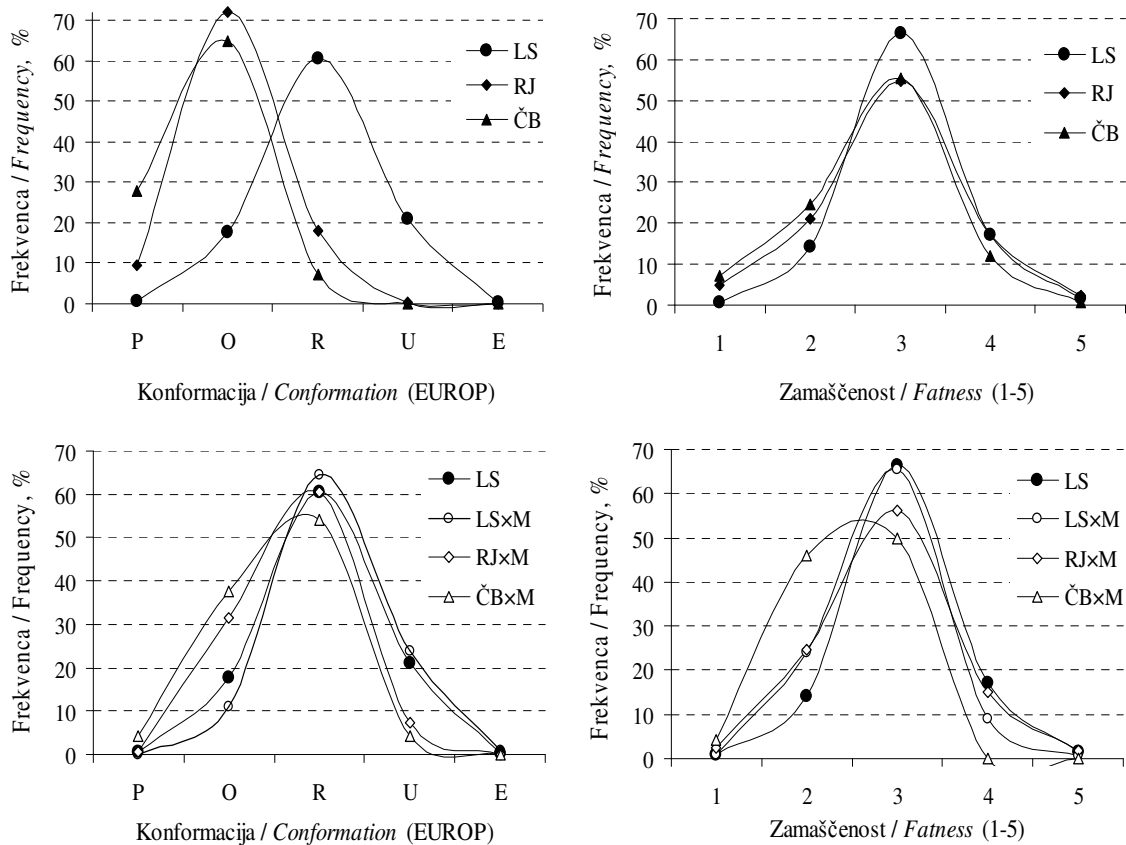 Frekvenca / Frequency, %
70
60
50
40
30
20
10
0
LS
RJ
ČB
P O R U E
Konformacija / Conformation (EUROP)
Frekvenca / Frequency, %
70
60
50
40
30
20
10
0
LS
RJ
ČB
1 2 3 4 5
Zamaščenost / Fatness (1-5)
Frekvenca / Frequency, %
70
60
50
40
30
20
10
0
LS
LS×M
RJ×M
ČB×M
P O R U E
Konformacija / Conformation (EUROP)
Frekvenca / Frequency, %
70
60
50
40
30
20
10
0
LS
LS×M
RJ×M
ČB×M
1 2 3 4 5
Zamaščenost / Fatness (1-5)